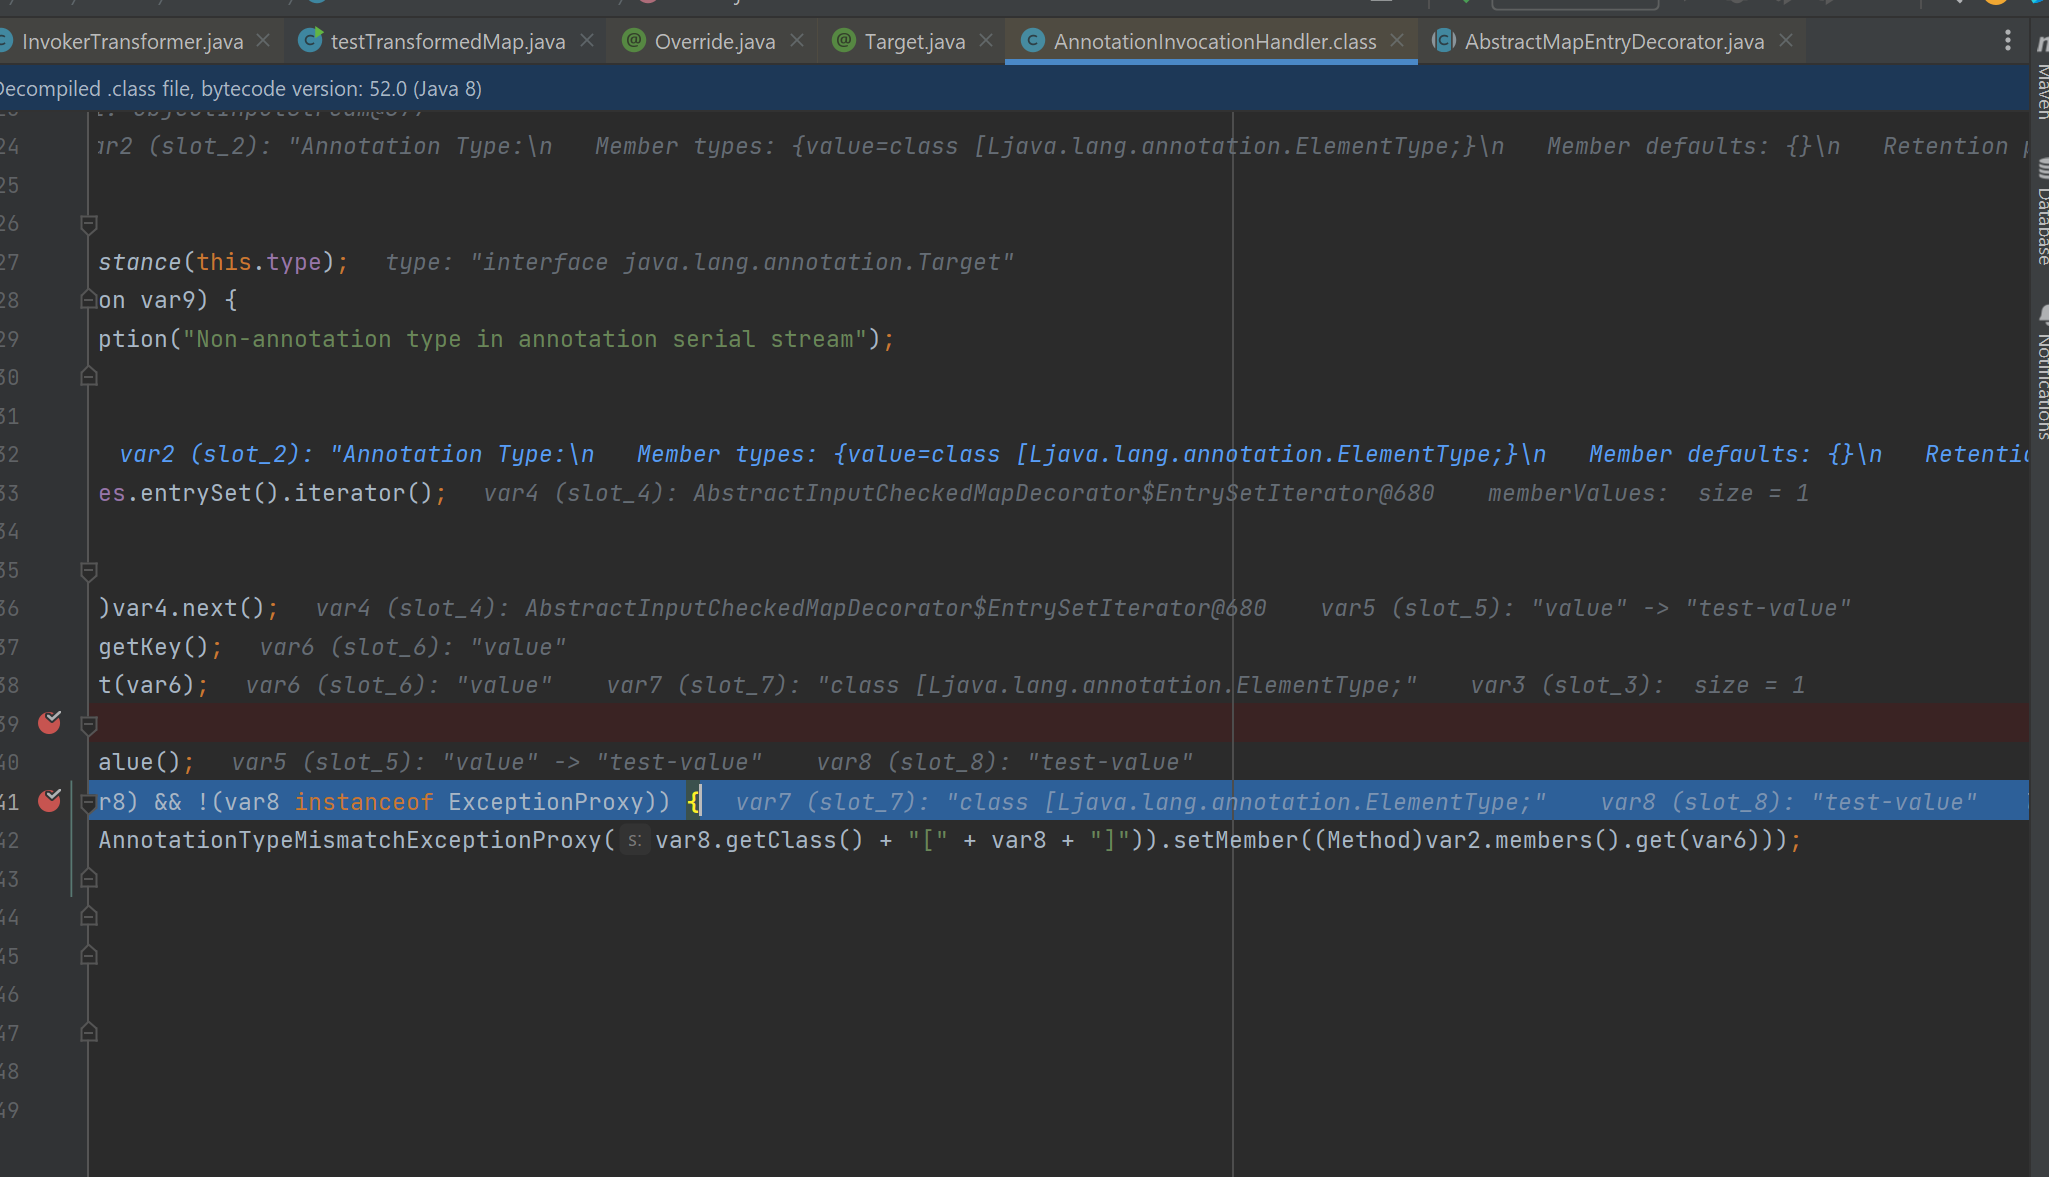 InvokerTransformer.java testTransformedMap.java Override.java Target.java AnnotationInvocationHandler.class AbstractMapEntryDecorator.java
Decompiled .class file, bytecode version: 52.0 (Java 8)
24 ar2 (slot_2): "Annotation Type:\n   Member types: {value=class [Ljava.lang.annotation.ElementType;}\n   Member defaults: {}\n   Retention
25
26
27 stance(this.type);   type: "interface java.lang.annotation.Target"
28 on var9) {
29 ption("Non-annotation type in annotation serial stream");
30
31
32 var2 (slot_2): "Annotation Type:\n   Member types: {value=class [Ljava.lang.annotation.ElementType;}\n   Member defaults: {}\n   Retentio
33 es.entrySet().iterator();   var4 (slot_4): AbstractInputCheckedMapDecorator$EntrySetIterator@680   memberValues:  size = 1
34
35
36 )var4.next();   var4 (slot_4): AbstractInputCheckedMapDecorator$EntrySetIterator@680   var5 (slot_5): "value" -> "test-value"
37 getKey();   var6 (slot_6): "value"
38 t(var6);   var6 (slot_6): "value"   var7 (slot_7): "class [Ljava.lang.annotation.ElementType;"   var3 (slot_3):  size = 1
39
40 alue();   var5 (slot_5): "value" -> "test-value"   var8 (slot_8): "test-value"
41 r8) && !(var8 instanceof ExceptionProxy)) {   var7 (slot_7): "class [Ljava.lang.annotation.ElementType;"   var8 (slot_8): "test-value"
42 AnnotationTypeMismatchExceptionProxy( s: var8.getClass() + "[" + var8 + "]")).setMember((Method)var2.members().get(var6)));
43
44
45
46
47
48
49
Maven
Database
Notifications